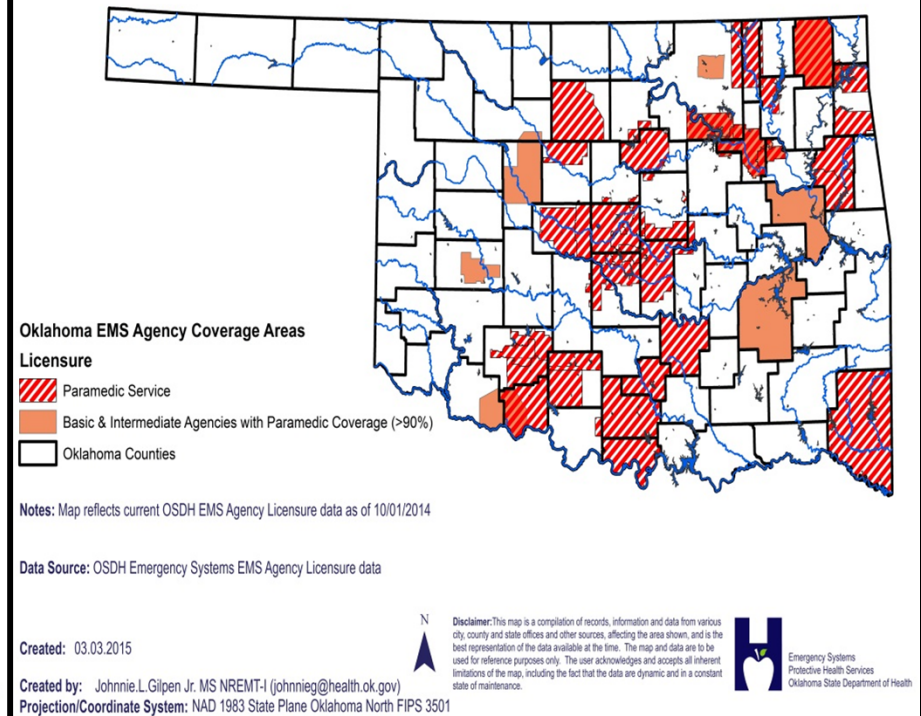 Oklahoma EMS Agency Coverage Areas
Licensure
Paramedic Service
Basic & Intermediate Agencies with Paramedic Coverage (>90%)
Oklahoma Counties
Notes: Map reflects current OSDH EMS Agency Licensure data as of 10/01/2014
Data Source: OSDH Emergency Systems EMS Agency Licensure data
Created: 03.03.2015
Created by: Johnnie.L.Gilpen Jr. MS NREMT-I (johnnieg@health.ok.gov)
Projection/Coordinate System: NAD 1983 State Plane Oklahoma North FIPS 3501
N
Disclaimer:This map is a compilation of records, information and data from various
city, county and state offices and other sources, affecting the area shown, and is the
best representation of the data available at the time. The map and data are to be
used for reference purposes only. The user acknowledges and accepts all inherent
limitations of the map, including the fact that the data are dynamic and in a constant
state of maintenance.
Emergency Systems
Protective Health Services
Oklahoma State Department of Health